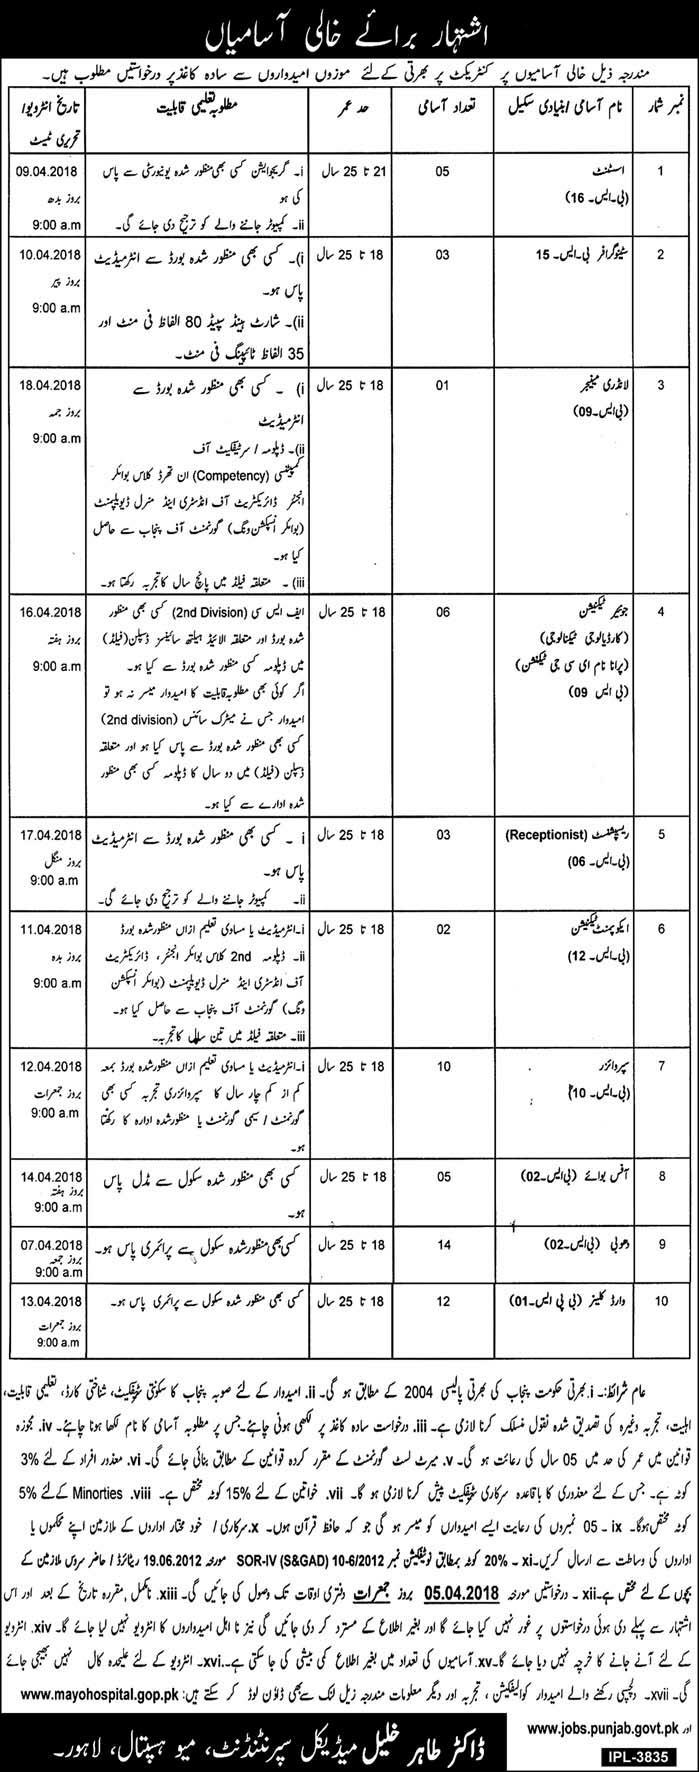 اشتہار برائے خالی آسامیاں
مندرجہ ذیل خالی آسامیوں پر کنٹریکٹ پر بھرتی کے لئے موزوں امیدواروں سے سادہ کاغذ پر درخواستیں مطلوب ہیں۔
نمبر شمار نام آسامی / بنیادی سکیل تعداد آسامی حد عمر مطلوبہ تعلیمی قابلیت تاریخ انٹرویو / تحریری ٹیسٹ
1 اسسٹنٹ 05 21 تا 25 سال i۔ گریجوایشن کسی بھی منظور شدہ یونیورسٹی سے پاس 09.04.2018
(بی۔ایس۔ 16) کی ہو بروز بدھ
ii۔ کمپیوٹر جاننے والے کو ترجیح دی جائے گی۔ 9:00 a.m
2 سٹینوگرافر بی۔ایس۔ 15 03 18 تا 25 سال i)۔ کسی بھی منظور شدہ بورڈ سے انٹرمیڈیٹ 10.04.2018
پاس ہو۔ بروز پیر
ii)۔ شارٹ ہینڈ سپیڈ 80 الفاظ فی منٹ اور 9:00 a.m
35 الفاظ ٹائپنگ فی منٹ۔
3 لانڈری مینیجر 01 18 تا 25 سال i) ۔ کسی بھی منظور شدہ بورڈ سے 18.04.2018
(بی ایس۔09) انٹرمیڈیٹ بروز جمعہ
ii)۔ ڈپلومہ / سرٹیفکیٹ آف 9:00 a.m
کمپیٹنسی (Competency) ان تھرڈ کلاس بوائلر
انجنئر ڈائریکٹریٹ آف انڈسٹری اینڈ منرل ڈیویلپمنٹ
(بوائلر انسپکشن ونگ) گورنمنٹ آف پنجاب سے حاصل
کیا ہو۔
iii) ۔ متعلقہ فیلڈ میں پانچ سال کا تجربہ رکھتا ہو۔
4 جونیئر ٹیکنیشن 06 18 تا 25 سال ایف ایس سی (2nd Division) کسی بھی منظور 16.04.2018
(کارڈیالوجی ٹیکنالوجی) شدہ بورڈ اور متعلقہ الائیڈ ہیلتھ سائینسز ڈسپلن (فیلڈ) بروز ہفتہ
(پرانا نام ای سی جی ٹیکنشن) میں ڈپلومہ کسی منظور شدہ بورڈ سے کیا ہو۔ 9:00 a.m
(بی ایس 09) اگر کوئی بھی مطلوبہ قابلیت کا امیدوار میسر نہ ہو تو
امیدوار جس نے میٹرک سائنس (2nd division)
کسی بھی منظور شدہ بورڈ سے پاس کیا ہو اور متعلقہ
ڈسپلن (فیلڈ) میں دو سال کا ڈپلومہ کسی بھی منظور
شدہ ادارے سے کیا ہو۔
5 ریسپشنسٹ (Receptionist) 03 18 تا 25 سال i ۔ کسی بھی منظور شدہ بورڈ سے انٹرمیڈیٹ 17.04.2018
(بی۔ایس۔ 06) پاس ہو۔ بروز منگل
ii۔ کمپیوٹر جاننے والے کو ترجیح دی جائے گی۔ 9:00 a.m
6 ایکوپمنٹ ٹیکنیشن 02 18 تا 25 سال i۔انٹرمیڈیٹ یا مساوی تعلیم ازاں منظور شدہ بورڈ 11.04.2018
(بی۔ایس۔ 12) ii۔ ڈپلومہ 2nd کلاس بوائلر انجنئر، ڈائریکٹریٹ بروز بدھ
آف انڈسٹری اینڈ منرل ڈیویلپمنٹ (بوائلر انسپکشن 9:00 a.m
ونگ) گورنمنٹ آف پنجاب سے حاصل کیا ہو۔
iii۔ متعلقہ فیلڈ میں تین سال کا تجربہ۔
7 سپروائزر 10 18 تا 25 سال i۔انٹرمیڈیٹ یا مساوی تعلیم ازاں منظور شدہ بورڈ بمعہ 12.04.2018
(بی۔ایس۔ 10) کم از کم چار سال کا سپروائزری تجربہ کسی بھی بروز جمعرات
گورنمنٹ / سیمی گورنمنٹ یا منظور شدہ ادارہ کا رکھتا 9:00 a.m
ہو۔
8 آفس بوائے (بی۔ایس۔02) 05 18 تا 25 سال کسی بھی منظور شدہ سکول سے مڈل پاس 14.04.2018
ہو۔ بروز ہفتہ
9:00 a.m
9 دھوبی (بی ایس۔02) 14 18 تا 25 سال کسی بھی منظور شدہ سکول سے پرائمری پاس ہو۔ 07.04.2018
بروز جمعہ
9:00 a.m
10 وارڈ کلینر (بی پی ایس۔01) 12 18 تا 25 سال کسی بھی منظور شدہ سکول سے پرائمری پاس ہو۔ 13.04.2018
بروز جمعرات
9:00 a.m
عام شرائط:۔ i۔بھرتی حکومت پنجاب کی بھرتی پالیسی 2004 کے مطابق ہو گی۔ ii۔ امیدوار کے لئے صوبہ پنجاب کا سکونتی سٹرٹیفکیٹ، شناختی کارڈ، تعلیمی قابلیت،
اہلیت، تجربہ وغیرہ کی تصدیق شدہ نقول منسلک کرنا لازمی ہے۔ iii۔ درخواست سادہ کاغذ پر لکھی ہونی چاہئے۔جس پر مطلوبہ آسامی کا نام لکھا ہونا چاہئے۔ iv۔ مجوزہ
قوانین میں عمر کی حد میں 05 سال کی رعائت ہو گی۔ v۔ میرٹ لسٹ گورنمنٹ کے مقرر کردہ قوانین کے مطابق بنائی جائے گی۔ vi۔ معذور افراد کے لئے 3%
کوٹہ ہے۔ جس کے لئے معذوری کا باقاعدہ سرکاری سٹرٹیفکیٹ پیش کرنا لازمی ہو گا۔ vii۔ خواتین کے لئے 15% کوٹہ مختص ہے۔ viii۔ Minorties کے لئے 5%
کوٹہ مختص ہوگا۔ ix ۔ 05 نمبروں کی رعایت ایسے امیدواروں کو میسر ہو گی جو کہ حافظ قرآن ہوں۔ x۔سرکاری / خود مختار اداروں کے ملازمین اپنے محکموں یا
اداروں کی وساطت سے ارسال کریں۔ xi۔ 20% کوٹہ بمطابق نوٹیفکیشن نمبر SOR-IV (S&GAD) 10-6/2012 مورخہ 19.06.2012 ریٹائرڈ / حاضر سروس ملازمین کے
بچوں کے لئے مختص ہے۔ xii۔ درخواستیں مورخہ 05.04.2018 بروز جمعرات دفتری اوقات تک وصول کی جائیں گی۔ xiii۔ نامکمل, مقررہ تاریخ کے بعد اور اس
اشتہار سے پہلے دی ہوئی درخواستوں پر غور نہیں کیا جائے گا اور بغیر اطلاع کے مسترد کر دی جائیں گی نیز نا اہل امیدواروں کا انٹرویو نہیں لیا جائے گا۔ xiv۔ انٹرویو
کے لئے آنے جانے کا خرچہ نہیں دیا جائے گا۔ xv۔ آسامیوں کی تعداد میں بغیر اطلاع کمی بیشی کی جا سکتی ہے۔ xvi۔ انٹرویو کے لئے علیحدہ کال نہیں بھیجی جائے
گی۔ xvii۔ دلچسپی رکھنے والے امیدوار کوالیفکیشن، تجربہ اور دیگر معلومات مندرجہ ذیل لنک سے بھی ڈاؤن لوڈ کر سکتے ہیں: www.mayohospital.gop.pk
اور www.jobs.punjab.govt.pk
ڈاکٹر طاہر خلیل میڈیکل سپرنٹنڈنٹ، میو ہسپتال، لاہور۔
IPL-3835